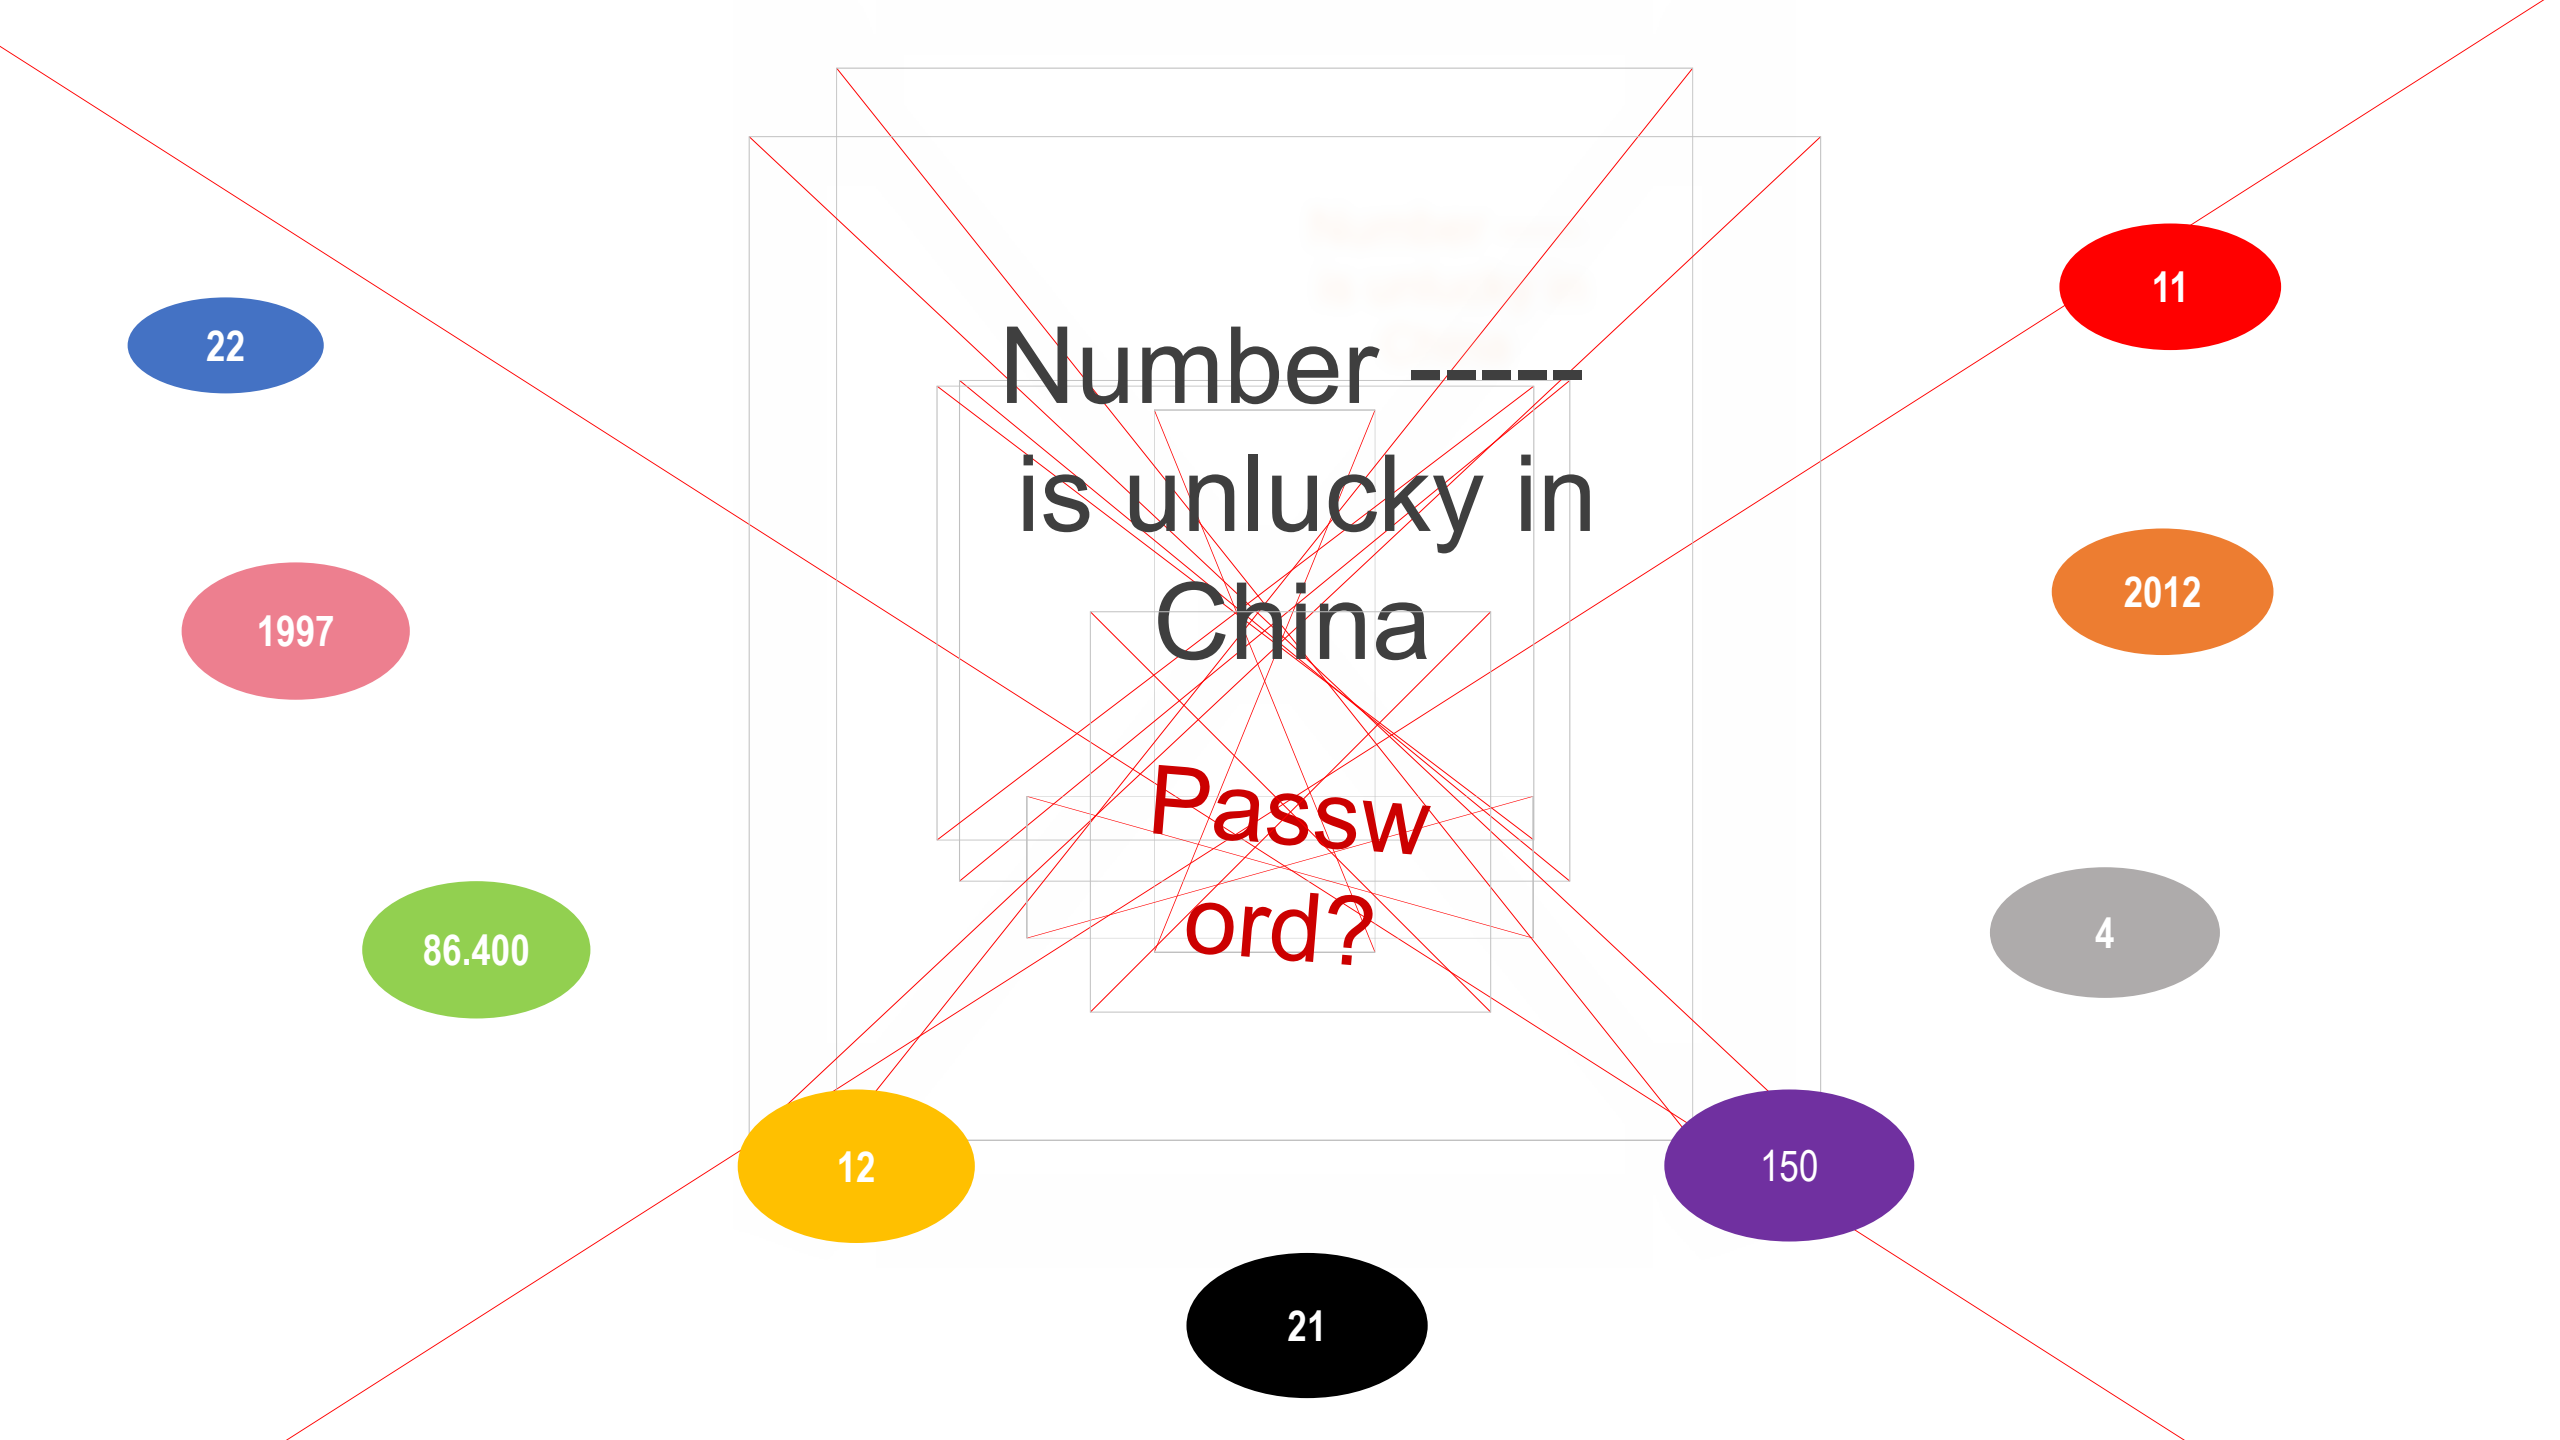 Number -----
is unlucky in
China
Passw
ord?
22
1997
86.400
12
21
150
4
2012
11